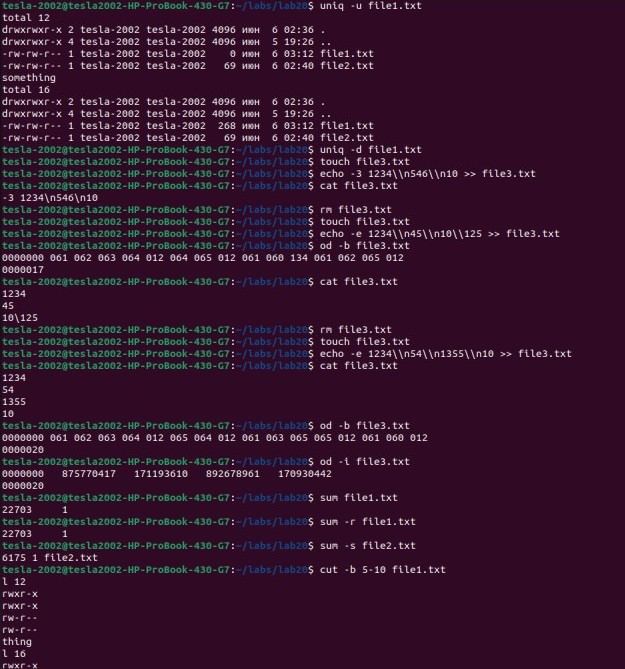 tesla-2002@tesla2002-HP-ProBook-430-G7:~/labs/lab20$ uniq -u file1.txt
total 12
drwxrwxr-x 2 tesla-2002 tesla-2002 4096 июн  6 02:36 .
drwxrwxr-x 4 tesla-2002 tesla-2002 4096 июн  5 19:26 ..
-rw-rw-r-- 1 tesla-2002 tesla-2002    0 июн  6 03:12 file1.txt
-rw-rw-r-- 1 tesla-2002 tesla-2002   69 июн  6 02:40 file2.txt
something
total 16
drwxrwxr-x 2 tesla-2002 tesla-2002 4096 июн  6 02:36 .
drwxrwxr-x 4 tesla-2002 tesla-2002 4096 июн  5 19:26 ..
-rw-rw-r-- 1 tesla-2002 tesla-2002  268 июн  6 03:12 file1.txt
-rw-rw-r-- 1 tesla-2002 tesla-2002   69 июн  6 02:40 file2.txt
tesla-2002@tesla2002-HP-ProBook-430-G7:~/labs/lab20$ uniq -d file1.txt
tesla-2002@tesla2002-HP-ProBook-430-G7:~/labs/lab20$ touch file3.txt
tesla-2002@tesla2002-HP-ProBook-430-G7:~/labs/lab20$ echo -3 1234\\n546\\n10 >> file3.txt
tesla-2002@tesla2002-HP-ProBook-430-G7:~/labs/lab20$ cat file3.txt
-3 1234\n546\n10
tesla-2002@tesla2002-HP-ProBook-430-G7:~/labs/lab20$ rm file3.txt
tesla-2002@tesla2002-HP-ProBook-430-G7:~/labs/lab20$ touch file3.txt
tesla-2002@tesla2002-HP-ProBook-430-G7:~/labs/lab20$ echo -e 1234\\n45\\n10\\125 >> file3.txt
tesla-2002@tesla2002-HP-ProBook-430-G7:~/labs/lab20$ od -b file3.txt
0000000 061 062 063 064 012 064 065 012 061 060 134 061 062 065 012
0000017
tesla-2002@tesla2002-HP-ProBook-430-G7:~/labs/lab20$ cat file3.txt
1234
45
10\125
tesla-2002@tesla2002-HP-ProBook-430-G7:~/labs/lab20$ rm file3.txt
tesla-2002@tesla2002-HP-ProBook-430-G7:~/labs/lab20$ touch file3.txt
tesla-2002@tesla2002-HP-ProBook-430-G7:~/labs/lab20$ echo -e 1234\\n54\\n1355\\n10 >> file3.txt
tesla-2002@tesla2002-HP-ProBook-430-G7:~/labs/lab20$ cat file3.txt
1234
54
1355
10
tesla-2002@tesla2002-HP-ProBook-430-G7:~/labs/lab20$ od -b file3.txt
0000000 061 062 063 064 012 065 064 012 061 063 065 065 012 061 060 012
0000020
tesla-2002@tesla2002-HP-ProBook-430-G7:~/labs/lab20$ od -i file3.txt
0000000   875770417   171193610   892678961   170930442
0000020
tesla-2002@tesla2002-HP-ProBook-430-G7:~/labs/lab20$ sum file1.txt
22703     1
tesla-2002@tesla2002-HP-ProBook-430-G7:~/labs/lab20$ sum -r file1.txt
22703     1
tesla-2002@tesla2002-HP-ProBook-430-G7:~/labs/lab20$ sum -s file2.txt
6175 1 file2.txt
tesla-2002@tesla2002-HP-ProBook-430-G7:~/labs/lab20$ cut -b 5-10 file1.txt
l 12
rwxr-x
rwxr-x
rw-r--
rw-r--
thing
l 16
rwxr-x